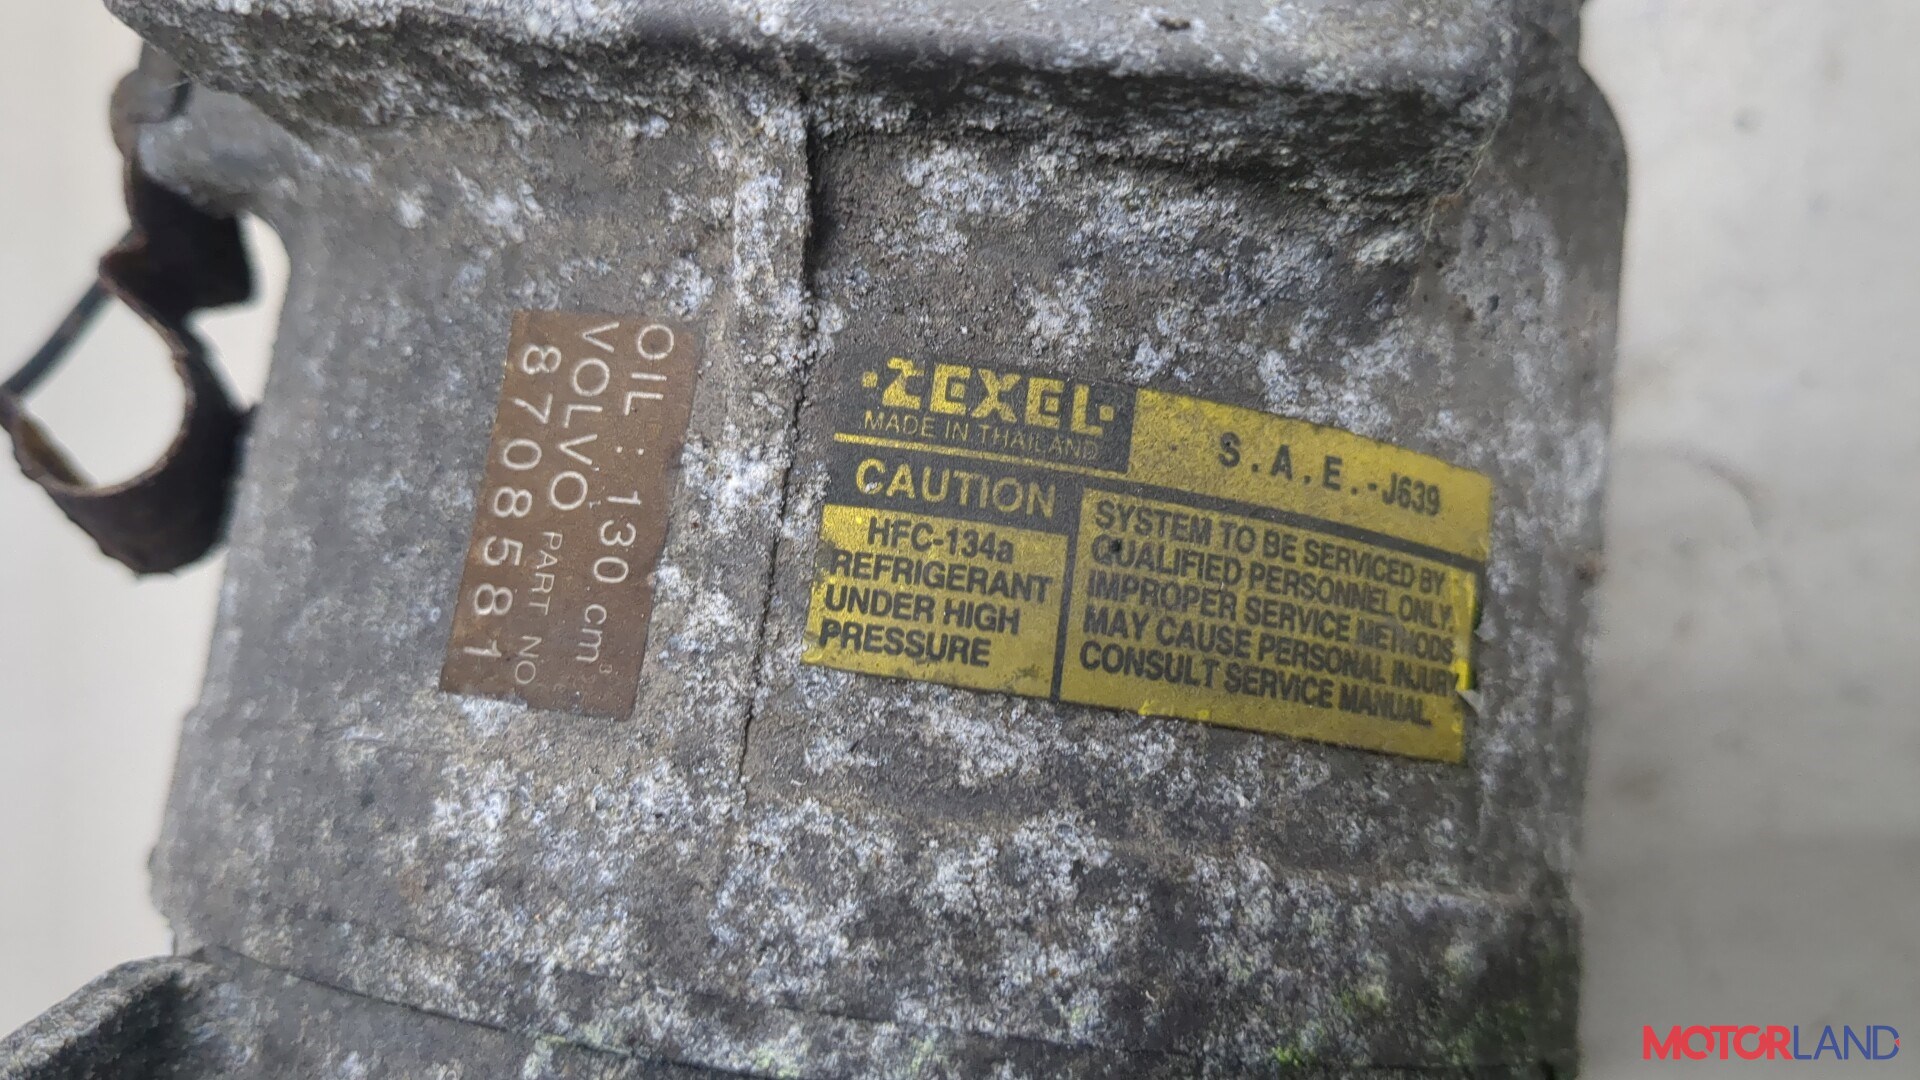 OIL : 130 cm³
VOLVO PART NO
8708581
·ZEXEL·
MADE IN THAILAND
S.A.E.-J639
CAUTION
HFC-134a
REFRIGERANT
UNDER HIGH
PRESSURE
SYSTEM TO BE SERVICED BY
QUALIFIED PERSONNEL ONLY.
IMPROPER SERVICE METHODS
MAY CAUSE PERSONAL INJURY
CONSULT SERVICE MANUAL
MOTORLAND